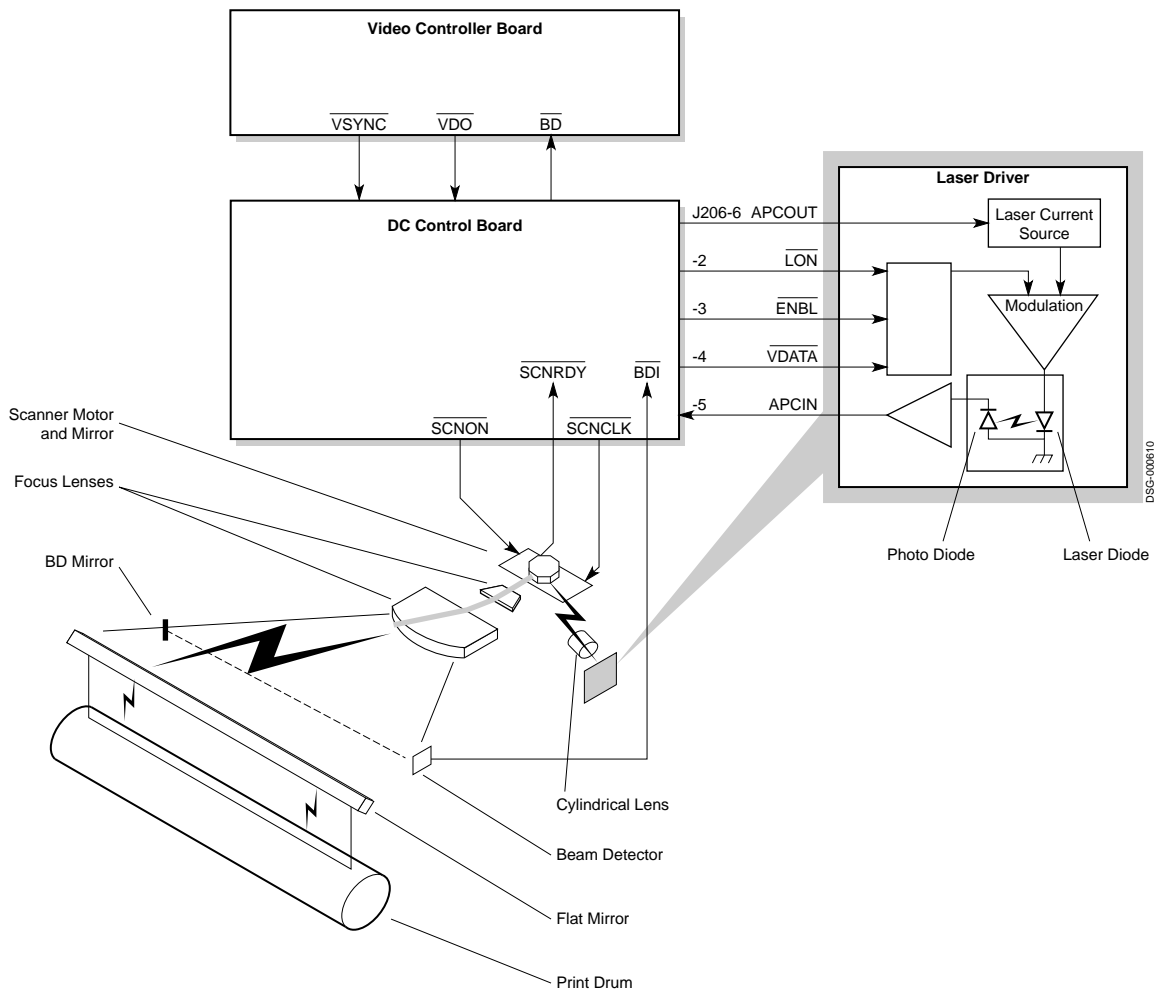 Video Controller Board
VSYNC VDO BD
DC Control Board
J206-6 APCOUT
-2 LON
-3 ENBL
-4 VDATA
-5 APCIN
SCNRDY BDI
SCNON SCNCLK
Laser Driver
Laser Current
Source
Modulation
Photo Diode
Laser Diode
DSG-000610
Scanner Motor
and Mirror
Focus Lenses
BD Mirror
Cylindrical Lens
Beam Detector
Flat Mirror
Print Drum